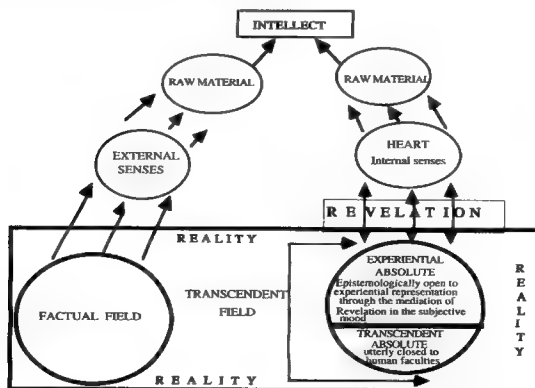 INTELLECT
RAW MATERIAL
RAW MATERIAL
EXTERNAL
SENSES
HEART
Internal senses
REVELATION
REALITY
FACTUAL FIELD
TRANSCENDENT
FIELD
EXPERIENTIAL
ABSOLUTE
Epistemologically open to
experiential representation
through the mediation of
Revelation in the subjective
mood
TRANSCENDENT
ABSOLUTE
utterly closed to
human faculties
REALITY
REALITY